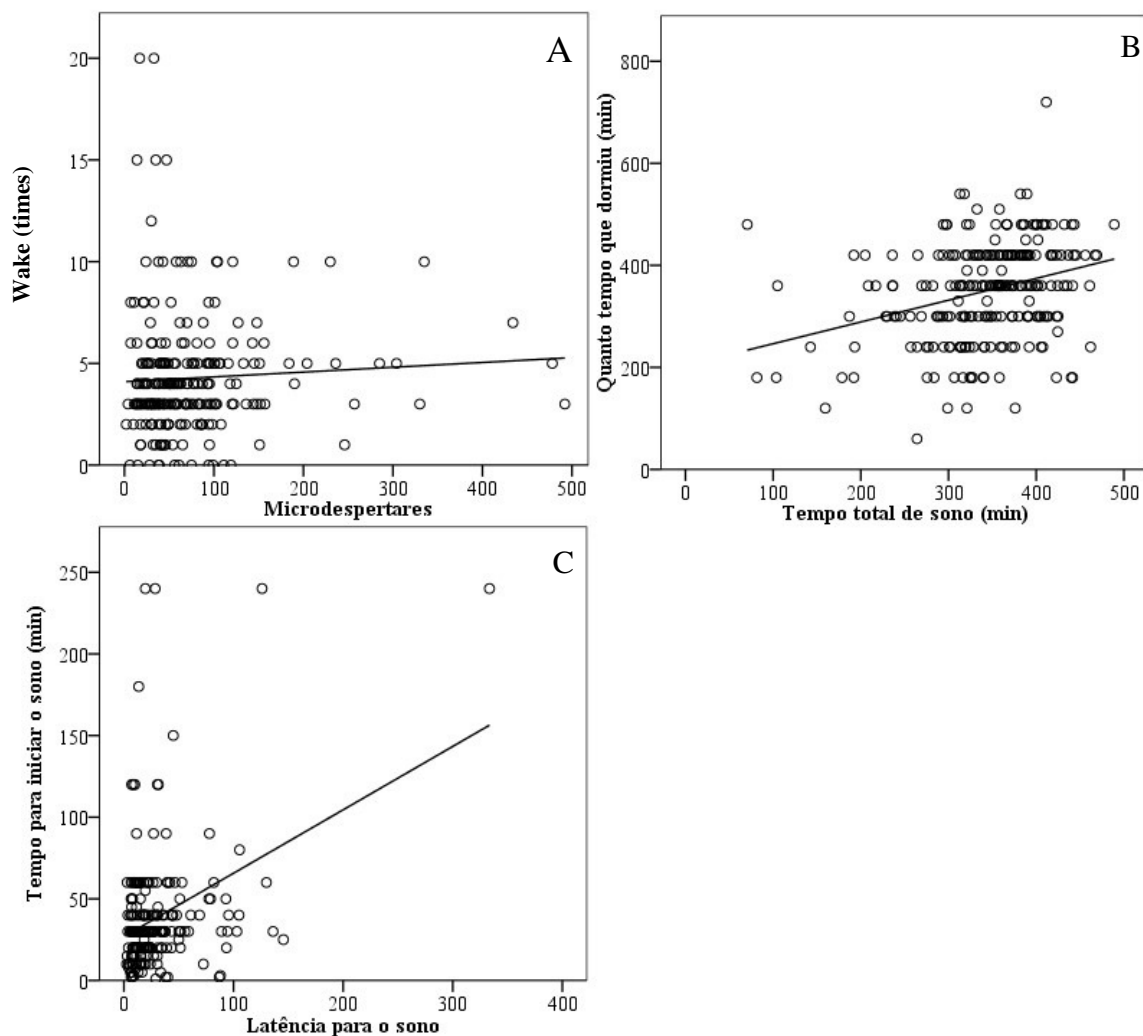 A
Wake (times)
20
15
10
5
0
0 100 200 300 400 500
Microdespertares
B
Quanto tempo que dormiu (min)
800
600
400
200
0
0 100 200 300 400 500
Tempo total de sono (min)
C
Tempo para iniciar o sono (min)
250
200
150
100
50
0
0 100 200 300 400
Latência para o sono